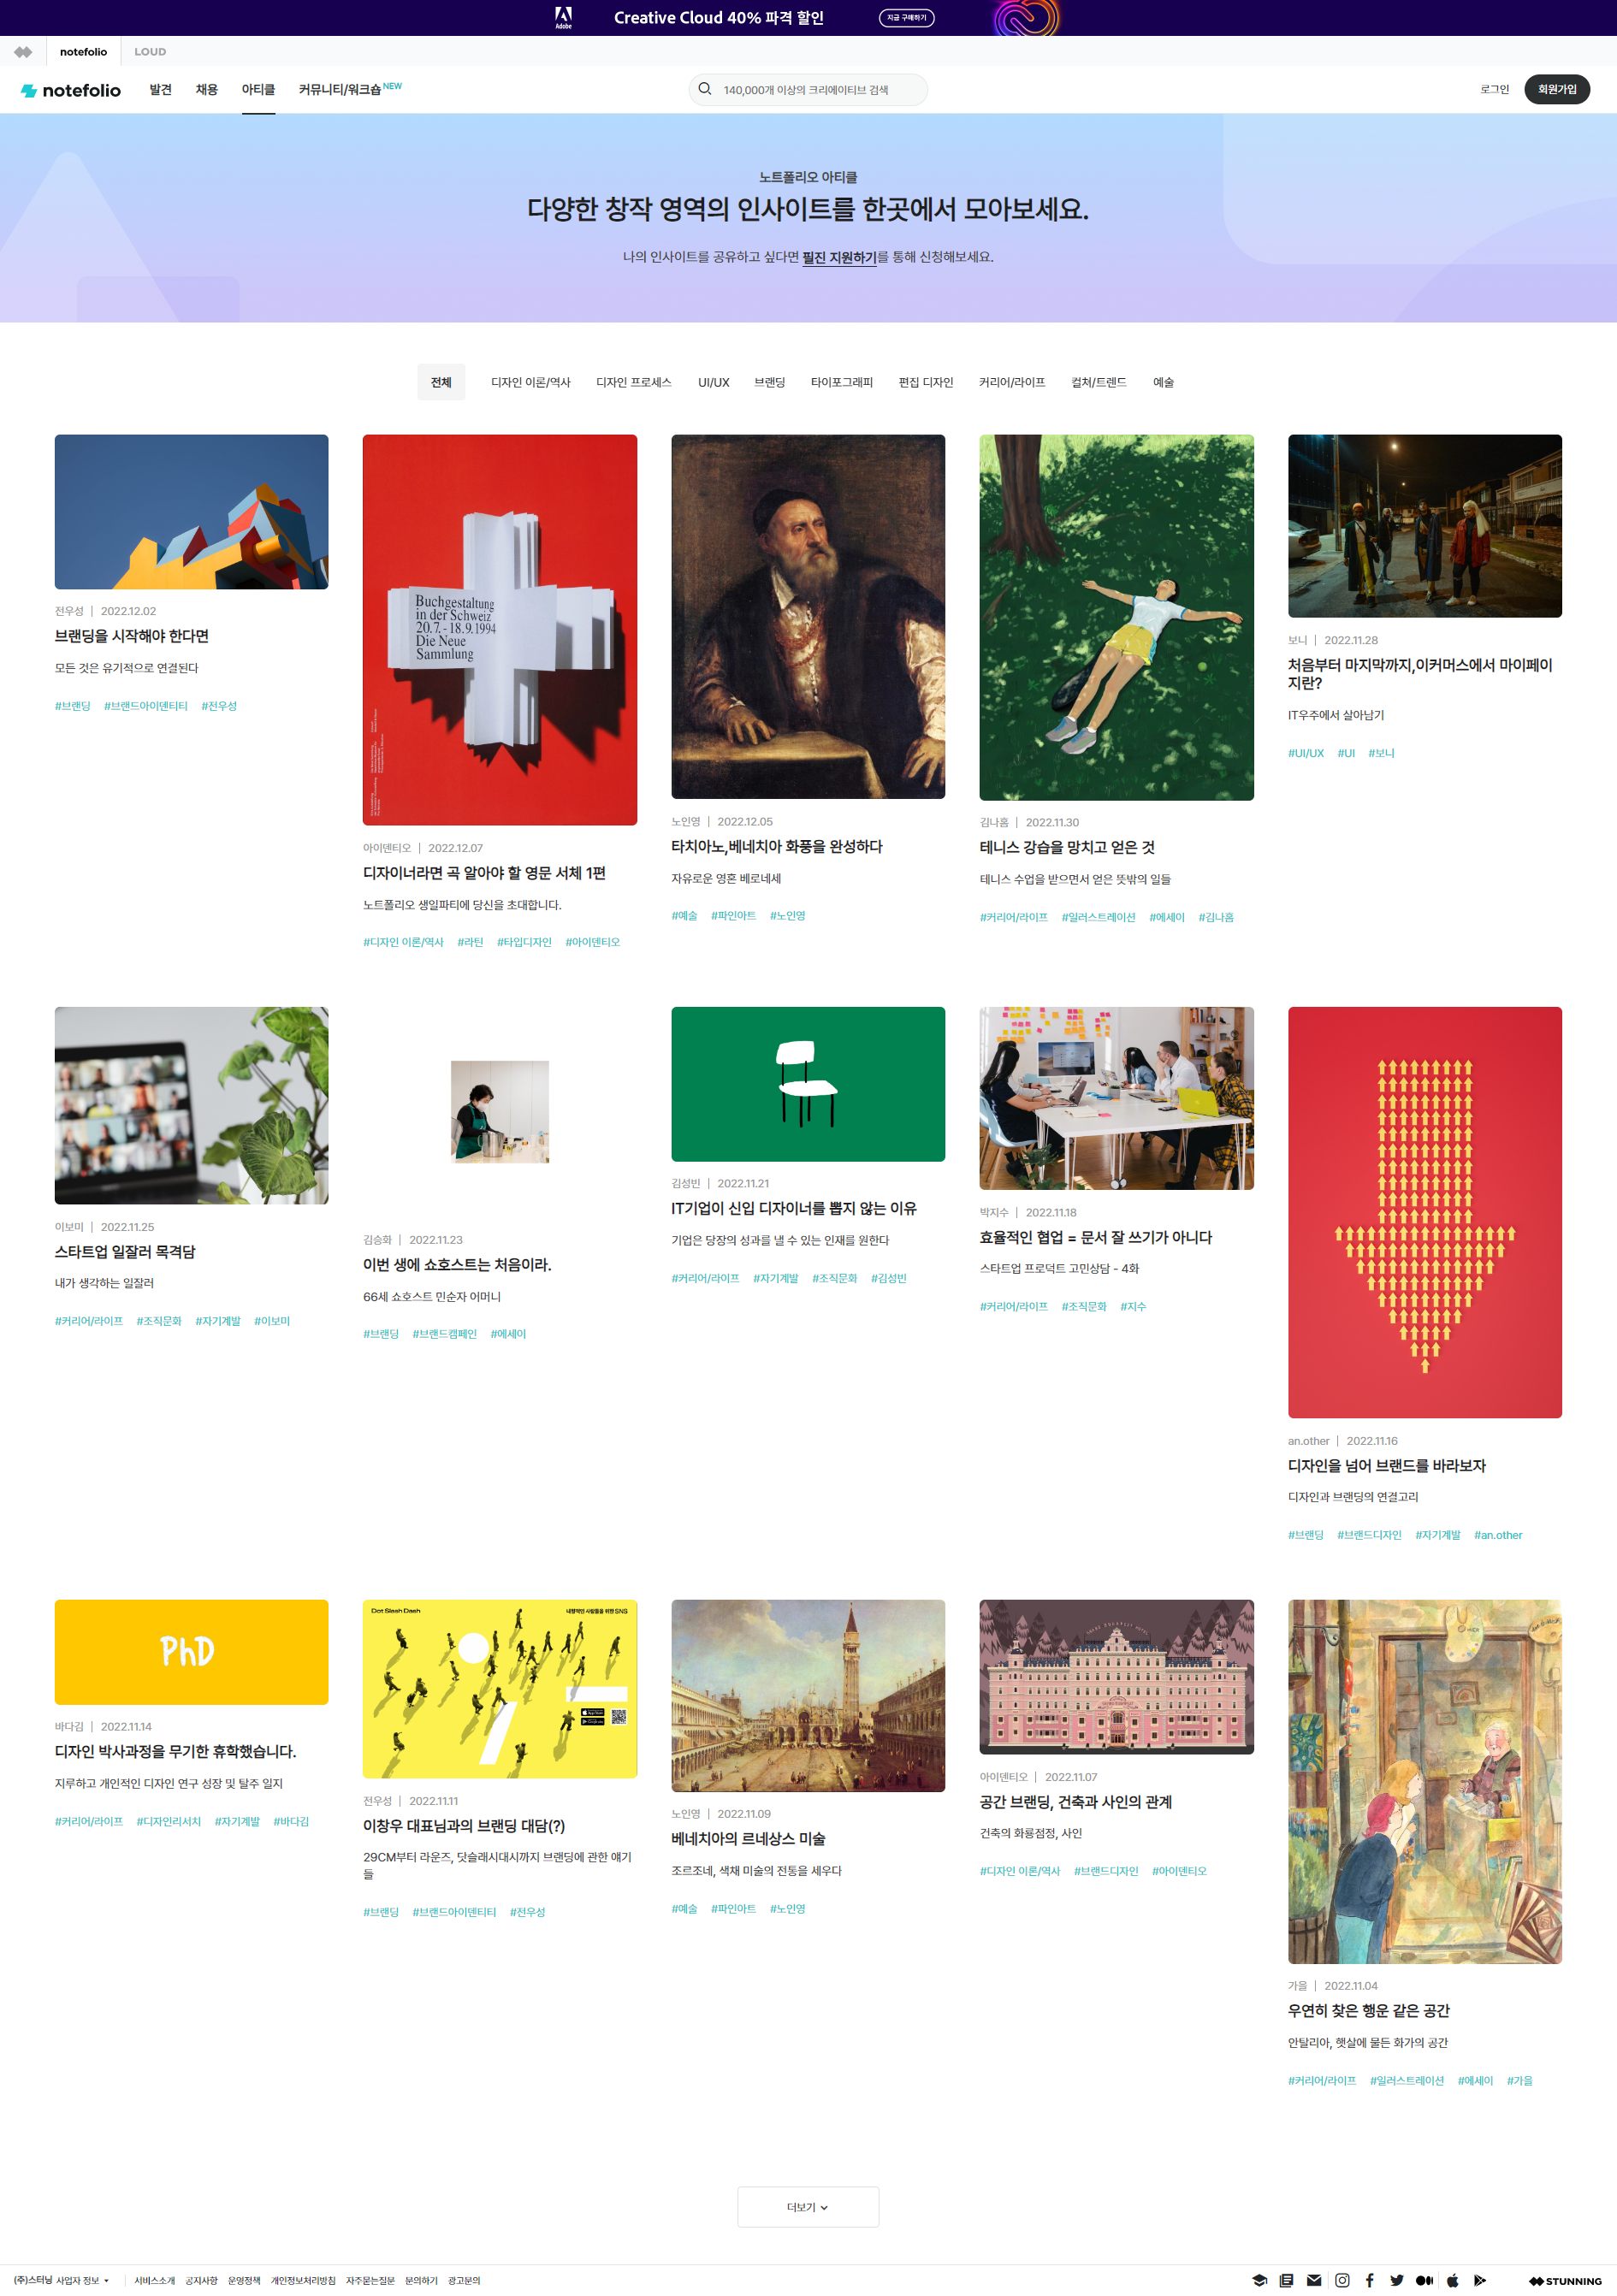 Adobe
Creative Cloud 40% 파격 할인
지금 구매하기
notefolio
LOUD
notefolio
발견
채용
아티클
커뮤니티/워크숍 NEW
140,000개 이상의 크리에이티브 검색
로그인
회원가입
노트폴리오 아티클
다양한 창작 영역의 인사이트를 한곳에서 모아보세요.
나의 인사이트를 공유하고 싶다면 필진 지원하기를 통해 신청해보세요.
전체
디자인 이론/역사
디자인 프로세스
UI/UX
브랜딩
타이포그래피
편집 디자인
커리어/라이프
컬처/트렌드
예술
전우성 | 2022.12.02
브랜딩을 시작해야 한다면
모든 것은 유기적으로 연결된다
#브랜딩 #브랜드아이덴티티 #전우성
Buchgestaltung
in der Schweiz
20.7.-18.9.1994
Die Neue
Sammlung
아이덴티오 | 2022.12.07
디자이너라면 곡 알아야 할 영문 서체 1편
노트폴리오 생일파티에 당신을 초대합니다.
#디자인 이론/역사 #라틴 #타입디자인 #아이덴티오
노인영 | 2022.12.05
타치아노,베네치아 화풍을 완성하다
자유로운 영혼 베로네세
#예술 #파인아트 #노인영
김나훔 | 2022.11.30
테니스 강습을 망치고 얻은 것
테니스 수업을 받으면서 얻은 뜻밖의 일들
#커리어/라이프 #일러스트레이션 #에세이 #김나훔
보니 | 2022.11.28
처음부터 마지막까지,이커머스에서 마이페이
지란?
IT우주에서 살아남기
#UI/UX #UI #보니
이보미 | 2022.11.25
스타트업 일잘러 목격담
내가 생각하는 일잘러
#커리어/라이프 #조직문화 #자기계발 #이보미
김승화 | 2022.11.23
이번 생에 쇼호스트는 처음이라.
66세 쇼호스트 민순자 어머니
#브랜딩 #브랜드캠페인 #에세이
김성빈 | 2022.11.21
IT기업이 신입 디자이너를 뽑지 않는 이유
기업은 당장의 성과를 낼 수 있는 인재를 원한다
#커리어/라이프 #자기계발 #조직문화 #김성빈
박지수 | 2022.11.18
효율적인 협업 = 문서 잘 쓰기가 아니다
스타트업 프로덕트 고민상담 - 4화
#커리어/라이프 #조직문화 #지수
an.other | 2022.11.16
디자인을 넘어 브랜드를 바라보자
디자인과 브랜딩의 연결고리
#브랜딩 #브랜드디자인 #자기계발 #an.other
PhD
바다김 | 2022.11.14
디자인 박사과정을 무기한 휴학했습니다.
지루하고 개인적인 디자인 연구 성장 및 탈주 일지
#커리어/라이프 #디자인리서치 #자기계발 #바다김
Dot Slash Dash
내향적인 사람들을 위한 SNS
전우성 | 2022.11.11
이창우 대표님과의 브랜딩 대담(?)
29CM부터 라운즈, 닷슬래시대시까지 브랜딩에 관한 얘기
들
#브랜딩 #브랜드아이덴티티 #전우성
노인영 | 2022.11.09
베네치아의 르네상스 미술
조르조네, 색채 미술의 전통을 세우다
#예술 #파인아트 #노인영
아이덴티오 | 2022.11.07
공간 브랜딩, 건축과 사인의 관계
건축의 화룡점정, 사인
#디자인 이론/역사 #브랜드디자인 #아이덴티오
가을 | 2022.11.04
우연히 찾은 행운 같은 공간
안탈리아, 햇살에 물든 화가의 공간
#커리어/라이프 #일러스트레이션 #에세이 #가을
더보기
(주)스터닝 사업자 정보
서비스소개 공지사항 운영정책 개인정보처리방침 자주묻는질문 문의하기 광고문의
STUNNING